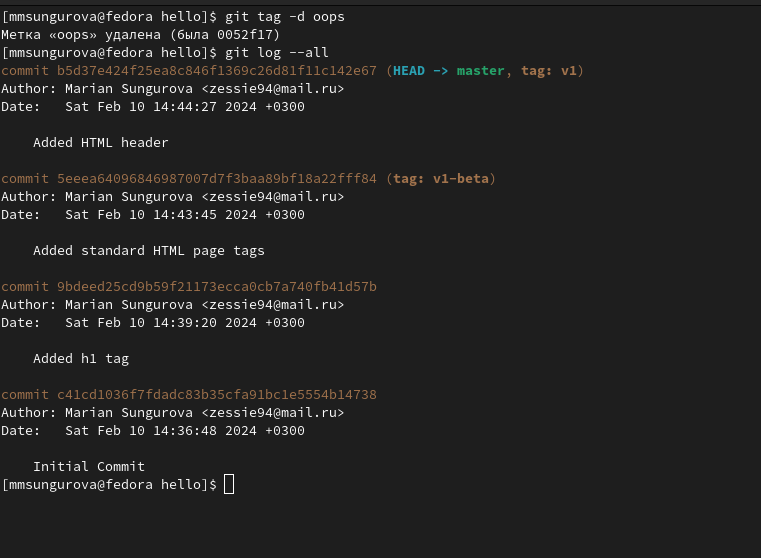 [mmsungurova@fedora hello]$ git tag -d oops
Метка «oops» удалена (была 0052f17)
[mmsungurova@fedora hello]$ git log --all
commit b5d37e424f25ea8c846f1369c26d81f11c142e67 (HEAD -> master, tag: v1)
Author: Marian Sungurova <zessie94@mail.ru>
Date:   Sat Feb 10 14:44:27 2024 +0300
    Added HTML header
commit 5eeea64096846987007d7f3baa89bf18a22fff84 (tag: v1-beta)
Author: Marian Sungurova <zessie94@mail.ru>
Date:   Sat Feb 10 14:43:45 2024 +0300
    Added standard HTML page tags
commit 9bdeed25cd9b59f21173ecca0cb7a740fb41d57b
Author: Marian Sungurova <zessie94@mail.ru>
Date:   Sat Feb 10 14:39:20 2024 +0300
    Added h1 tag
commit c41cd1036f7fdadc83b35cfa91bc1e5554b14738
Author: Marian Sungurova <zessie94@mail.ru>
Date:   Sat Feb 10 14:36:48 2024 +0300
    Initial Commit
[mmsungurova@fedora hello]$